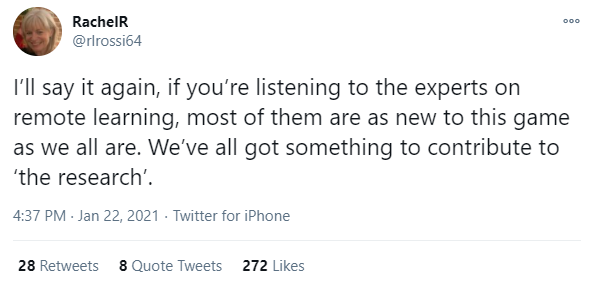 RachelR
@rlrossi64
I'll say it again, if you're listening to the experts on
remote learning, most of them are as new to this game
as we all are. We've all got something to contribute to
‘the research’.
4:37 PM · Jan 22, 2021 · Twitter for iPhone
28 Retweets 8 Quote Tweets 272 Likes